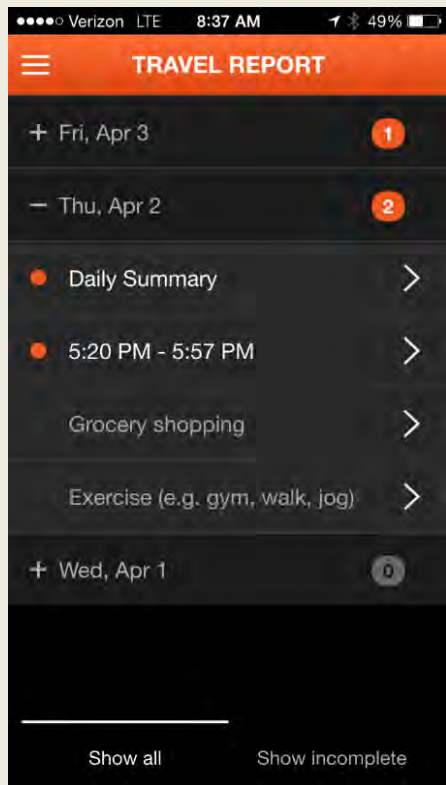 Verizon LTE 8:37 AM 49%
TRAVEL REPORT
+ Fri, Apr 3 1
− Thu, Apr 2 2
Daily Summary
5:20 PM - 5:57 PM
Grocery shopping
Exercise (e.g. gym, walk, jog)
+ Wed, Apr 1 0
Show all Show incomplete